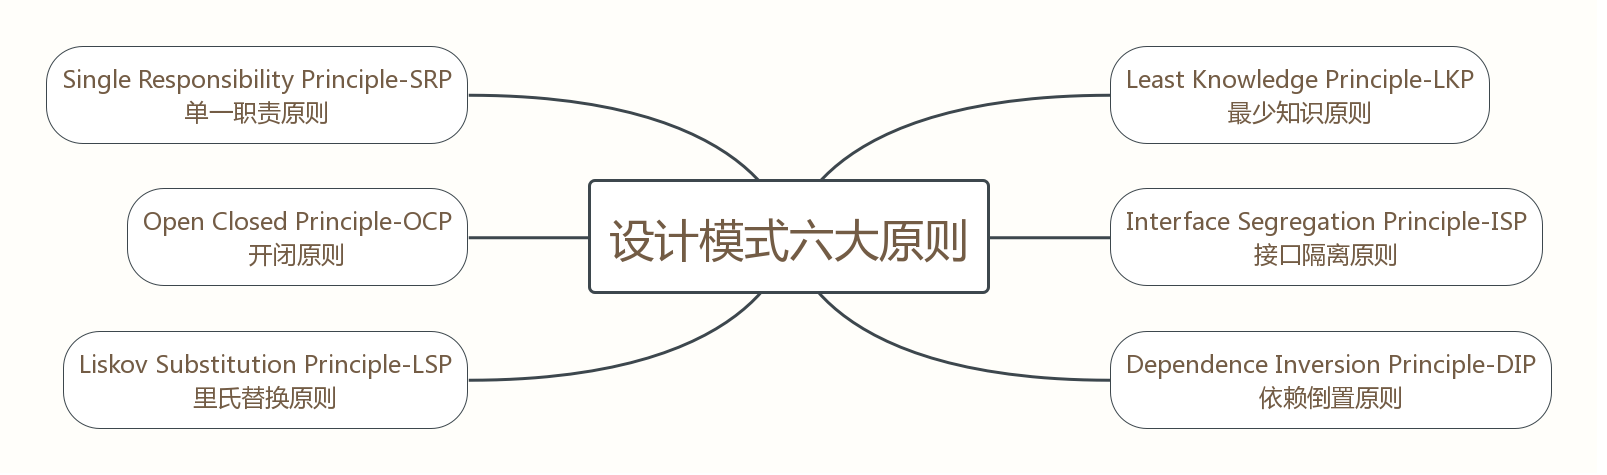 Single Responsibility Principle-SRP
单一职责原则
Open Closed Principle-OCP
开闭原则
Liskov Substitution Principle-LSP
里氏替换原则
设计模式六大原则
Least Knowledge Principle-LKP
最少知识原则
Interface Segregation Principle-ISP
接口隔离原则
Dependence Inversion Principle-DIP
依赖倒置原则